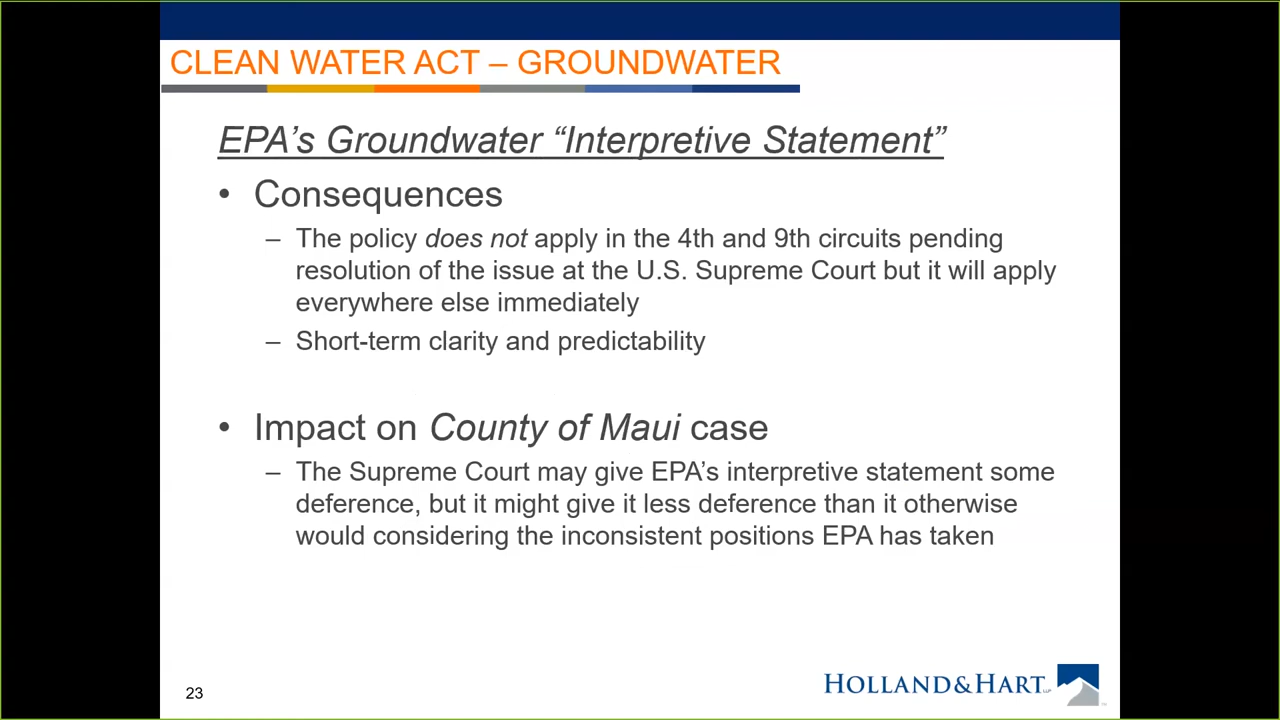 CLEAN WATER ACT – GROUNDWATER
EPA's Groundwater “Interpretive Statement”
• Consequences
– The policy does not apply in the 4th and 9th circuits pending
resolution of the issue at the U.S. Supreme Court but it will apply
everywhere else immediately
– Short-term clarity and predictability
• Impact on County of Maui case
– The Supreme Court may give EPA's interpretive statement some
deference, but it might give it less deference than it otherwise
would considering the inconsistent positions EPA has taken
23
HOLLAND&HART LLP